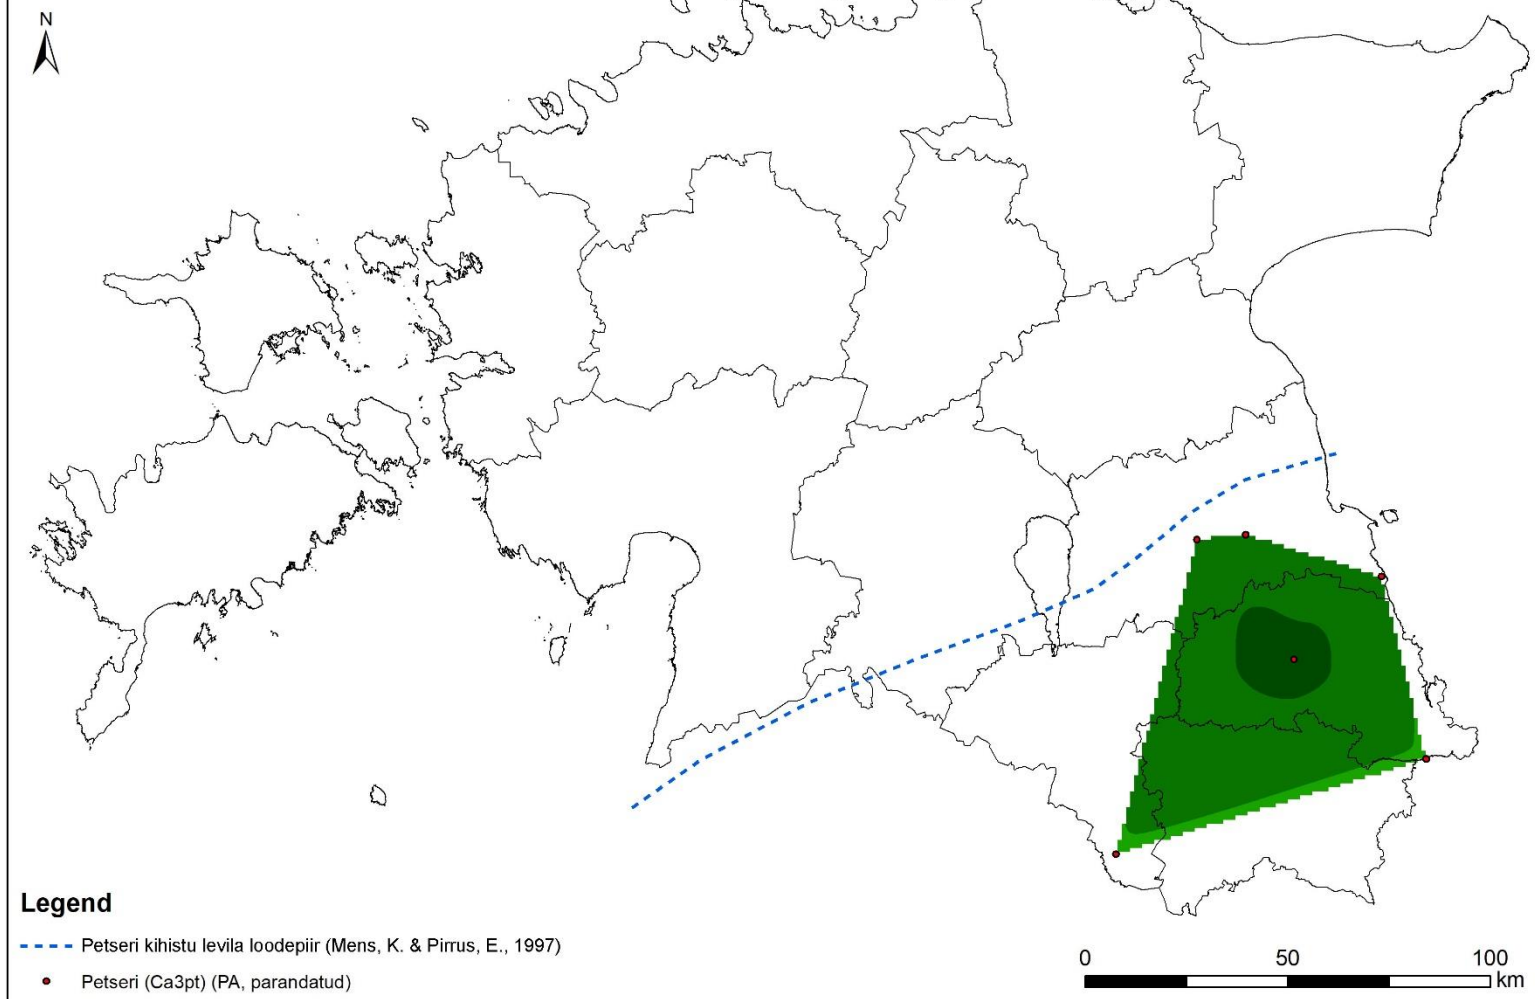 N
Legend
Petseri kihistu levila loodepiir (Mens, K. & Pirrus, E., 1997)
Petseri (Ca3pt) (PA, parandatud)
0 50 100
km